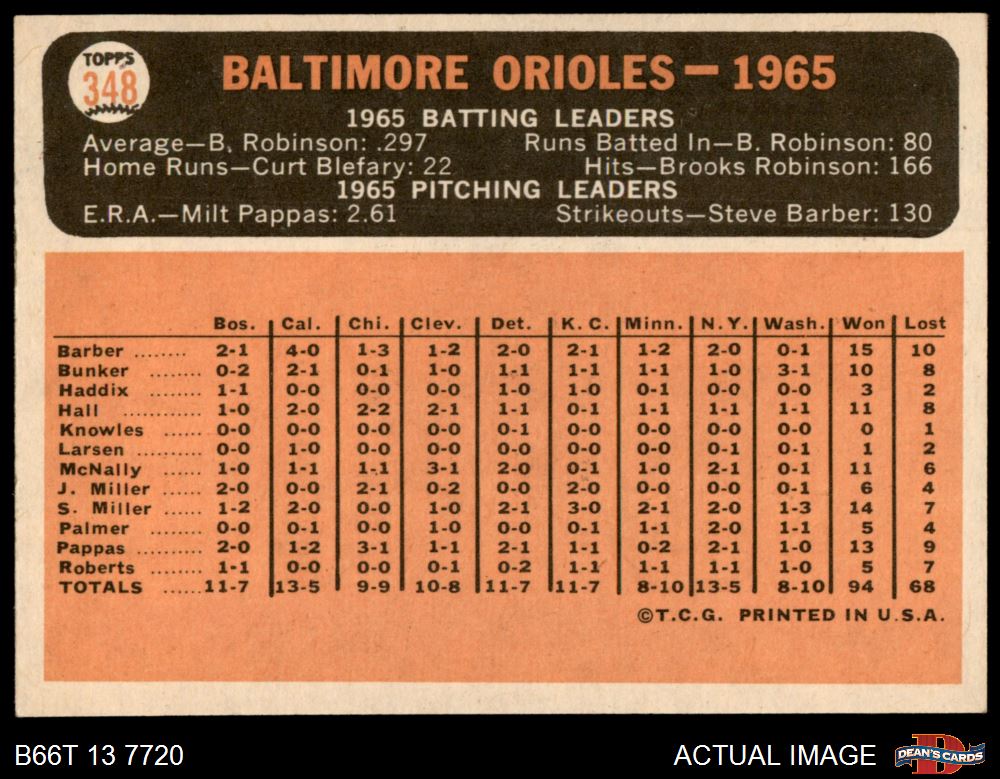 TOPPS
348
BALTIMORE ORIOLES — 1965
1965 BATTING LEADERS
Average—B. Robinson: .297 Runs Batted In—B. Robinson: 80
Home Runs—Curt Blefary: 22 Hits—Brooks Robinson: 166
1965 PITCHING LEADERS
E.R.A.—Milt Pappas: 2.61 Strikeouts—Steve Barber: 130
Bos. Cal. Chi. Clev. Det. K. C. Minn. N.Y. Wash. Won Lost
Barber ........ 2-1 4-0 1-3 1-2 2-0 2-1 1-2 2-0 0-1 15 10
Bunker ........ 0-2 2-1 0-1 1-0 1-1 1-1 1-1 1-0 3-1 10 8
Haddix ........ 1-1 0-0 0-0 0-0 1-0 1-0 0-1 0-0 0-0 3 2
Hall ............ 1-0 2-0 2-2 2-1 1-1 0-1 1-1 1-1 1-1 11 8
Knowles ...... 0-0 0-0 0-0 0-0 0-1 0-0 0-0 0-0 0-0 0 1
Larsen ........ 0-0 1-0 0-0 0-0 0-0 0-0 0-0 0-1 0-1 1 2
McNally ...... 1-0 1-1 1-1 3-1 2-0 0-1 1-0 2-1 0-1 11 6
J. Miller ...... 2-0 0-0 2-1 0-2 0-0 2-0 0-0 0-0 0-1 6 4
S. Miller ...... 1-2 2-0 0-0 1-0 2-1 3-0 2-1 2-0 1-3 14 7
Palmer ........ 0-0 0-1 0-0 1-0 0-0 0-1 1-1 2-0 1-1 5 4
Pappas .......... 2-0 1-2 3-1 1-1 2-1 1-1 0-2 2-1 1-0 13 9
Roberts ........ 1-1 0-0 0-0 0-1 0-2 1-1 1-1 1-1 1-0 5 7
TOTALS ...... 11-7 13-5 9-9 10-8 11-7 11-7 8-10 13-5 8-10 94 68
©T.C.G. PRINTED IN U.S.A.
B66T 13 7720 ACTUAL IMAGE
D
DEAN'S CARDS